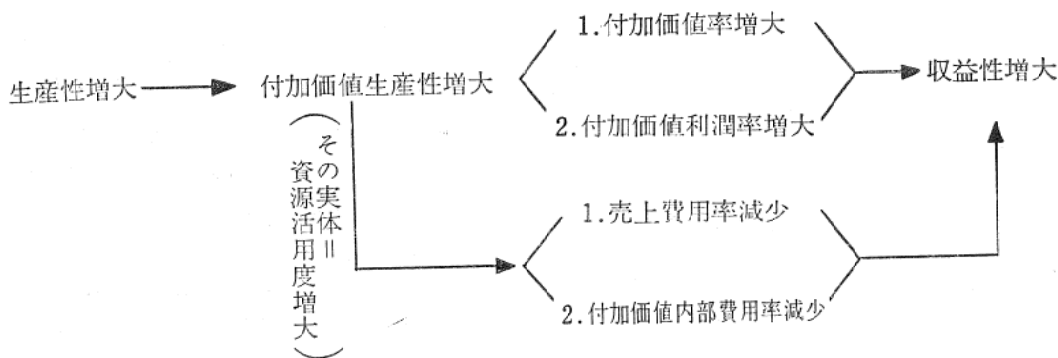 生産性増大
付加価値生産性増大
(その実体=
資源活用度増大)
1.付加価値率増大
2.付加価値利潤率増大
収益性増大
1.売上費用率減少
2.付加価値内部費用率減少